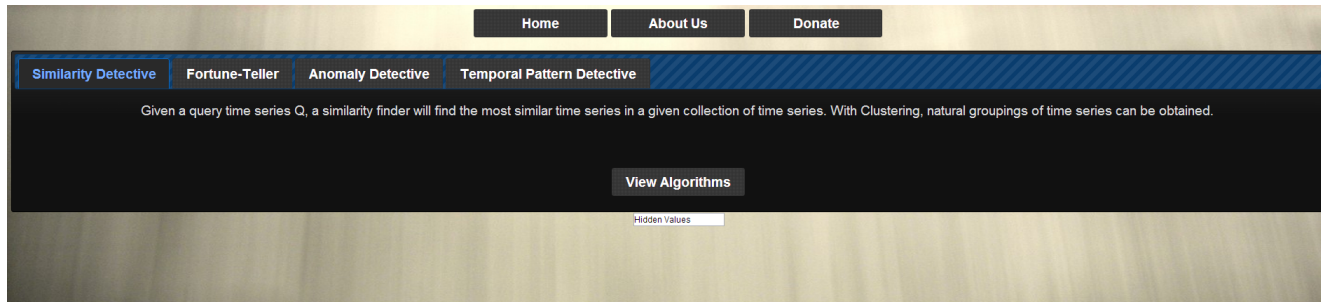 Home About Us Donate
Similarity Detective Fortune-Teller Anomaly Detective Temporal Pattern Detective
Given a query time series Q, a similarity finder will find the most similar time series in a given collection of time series. With Clustering, natural groupings of time series can be obtained.
View Algorithms
Hidden Values